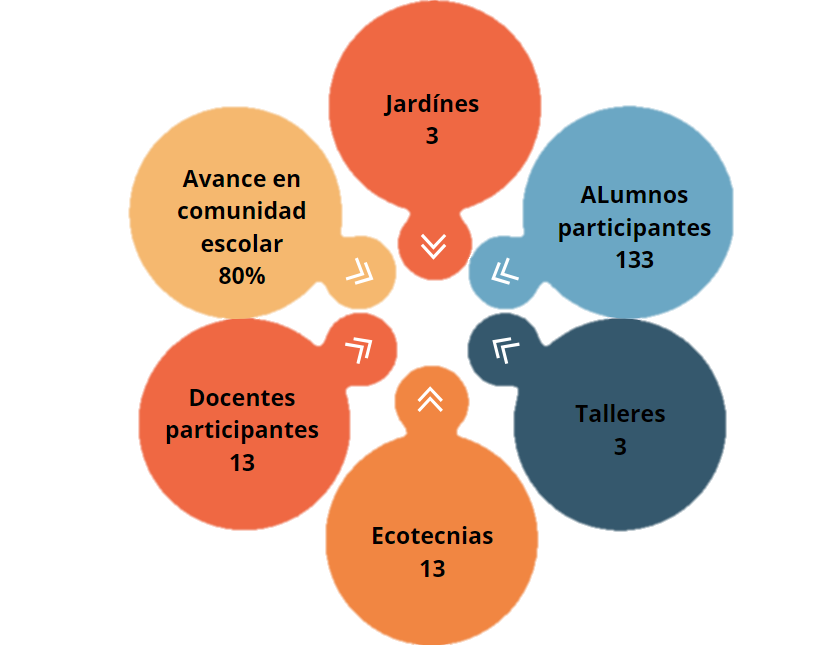 Jardínes
3
Avance en
comunidad
escolar
80%
ALumnos
participantes
133
Docentes
participantes
13
Talleres
3
Ecotecnias
13